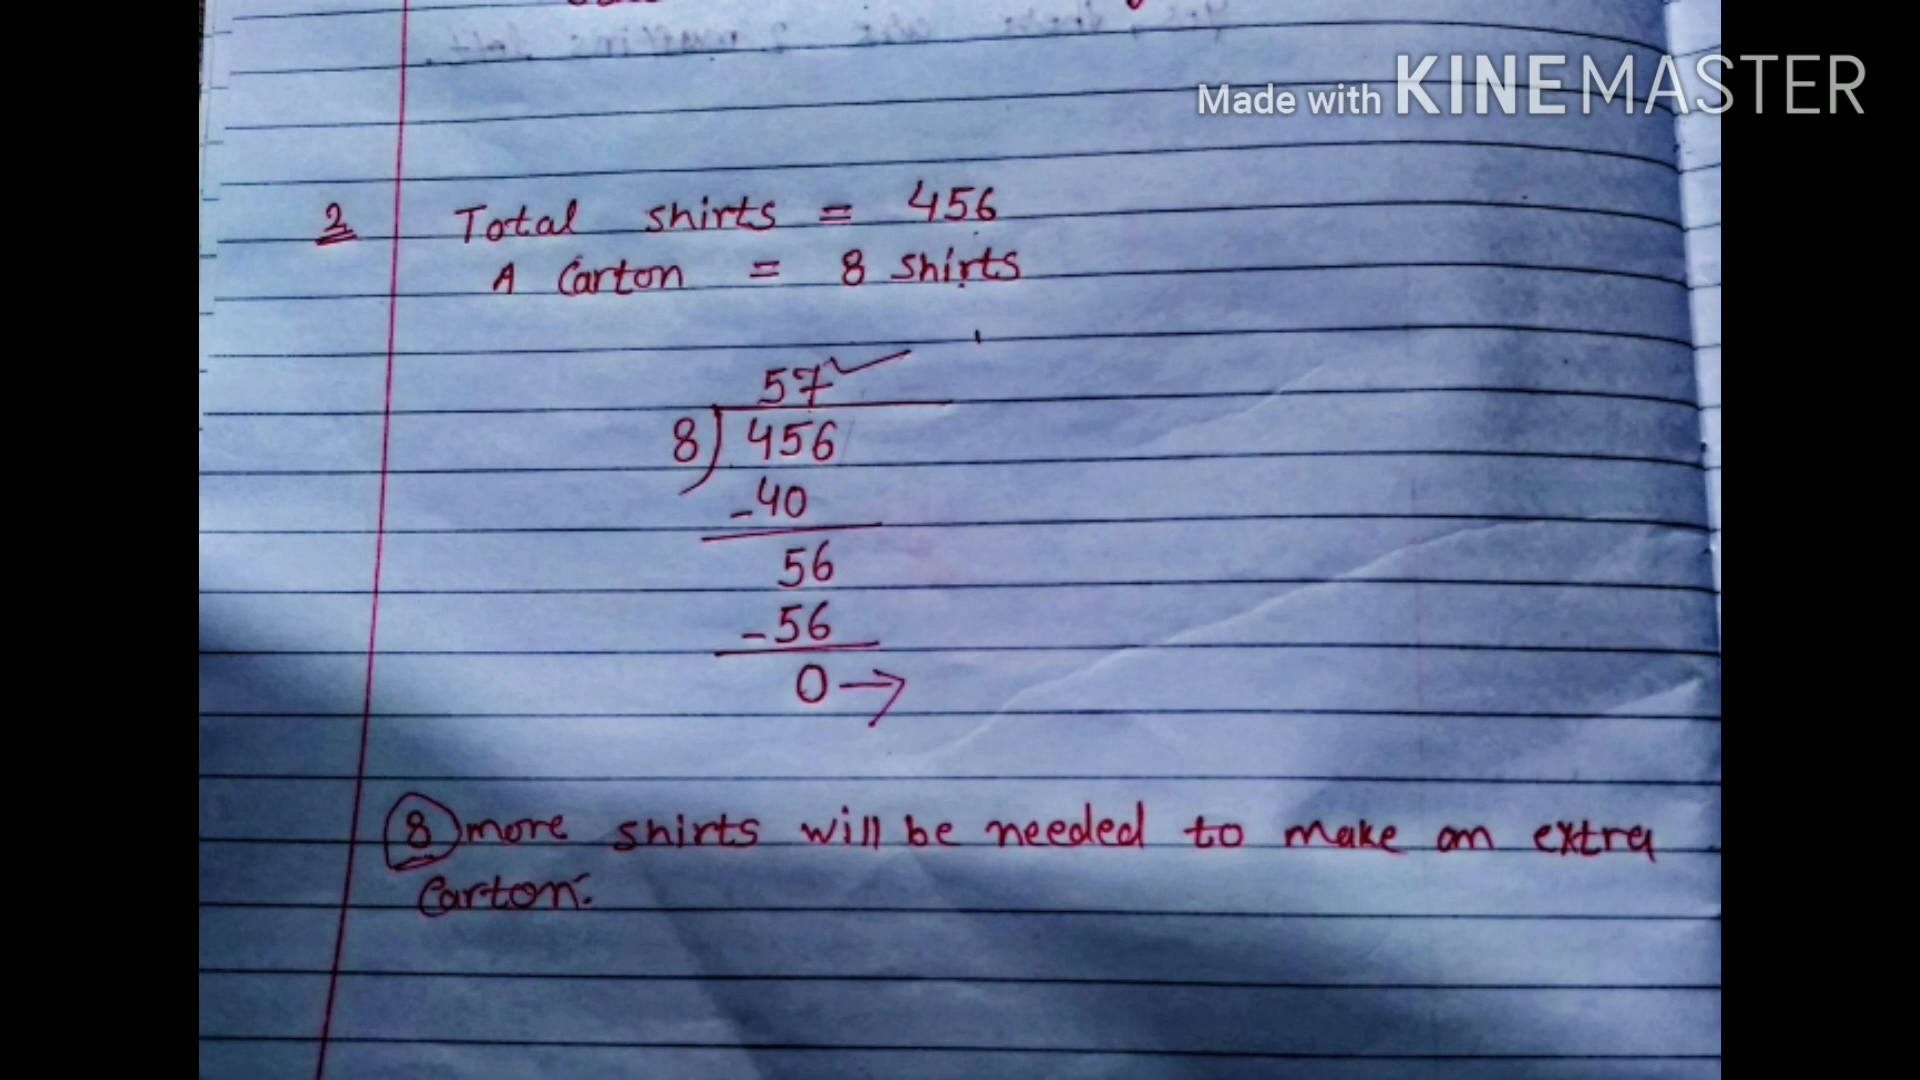 Made with KINEMASTER
2 Total shirts = 456
A Carton = 8 shirts
57
8) 456
-40
56
-56
0 →
8 more shirts will be needed to make an extra
Carton.